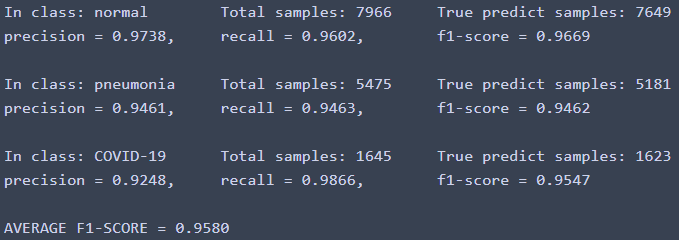 In class: normal Total samples: 7966 True predict samples: 7649
precision = 0.9738, recall = 0.9602, f1-score = 0.9669
In class: pneumonia Total samples: 5475 True predict samples: 5181
precision = 0.9461, recall = 0.9463, f1-score = 0.9462
In class: COVID-19 Total samples: 1645 True predict samples: 1623
precision = 0.9248, recall = 0.9866, f1-score = 0.9547
AVERAGE F1-SCORE = 0.9580